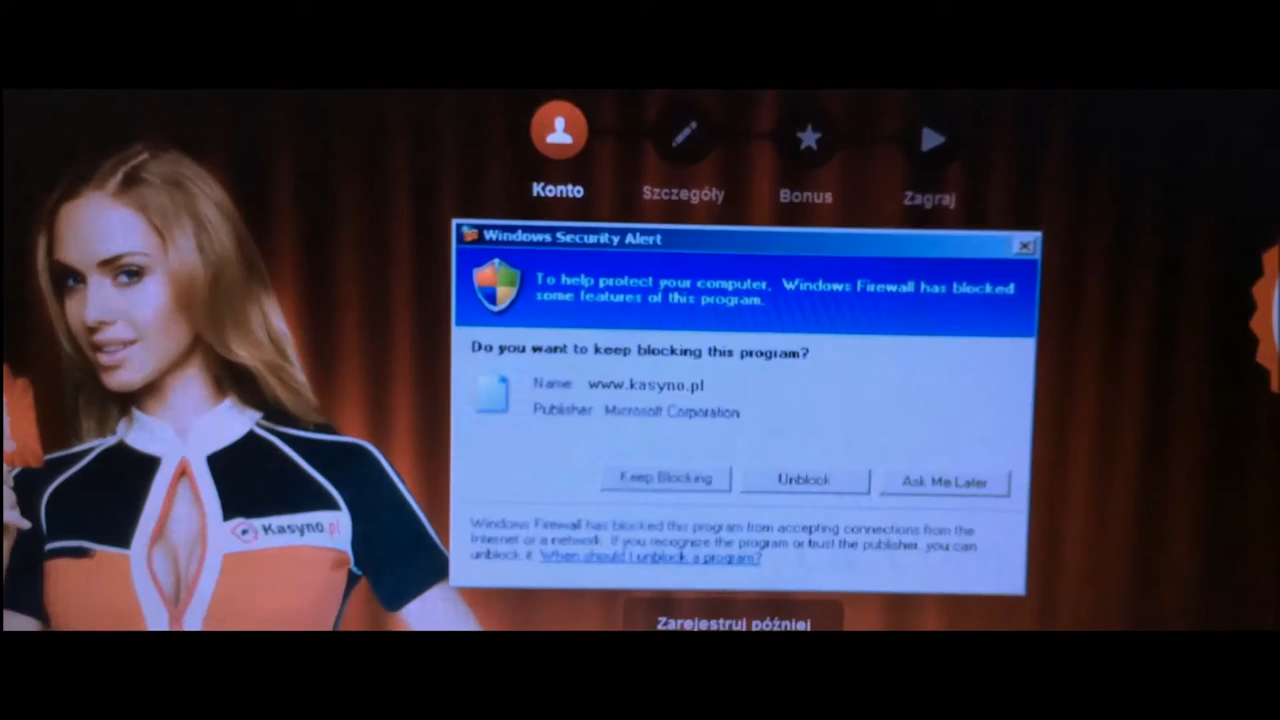 Konto
Szczegóły
Bonus
Zagraj
Windows Security Alert
To help protect your computer, Windows Firewall has blocked
some features of this program.
Do you want to keep blocking this program?
Name www.kasyno.pl
Publisher Microsoft Corporation
Keep Blocking
Unblock
Ask Me Later
Windows Firewall has blocked this program from accepting connections from the
Internet or a network. If you recognize the program or trust the publisher, you can
unblock it. When should I unblock a program?
Kasyno.pl
Zarejestruj później